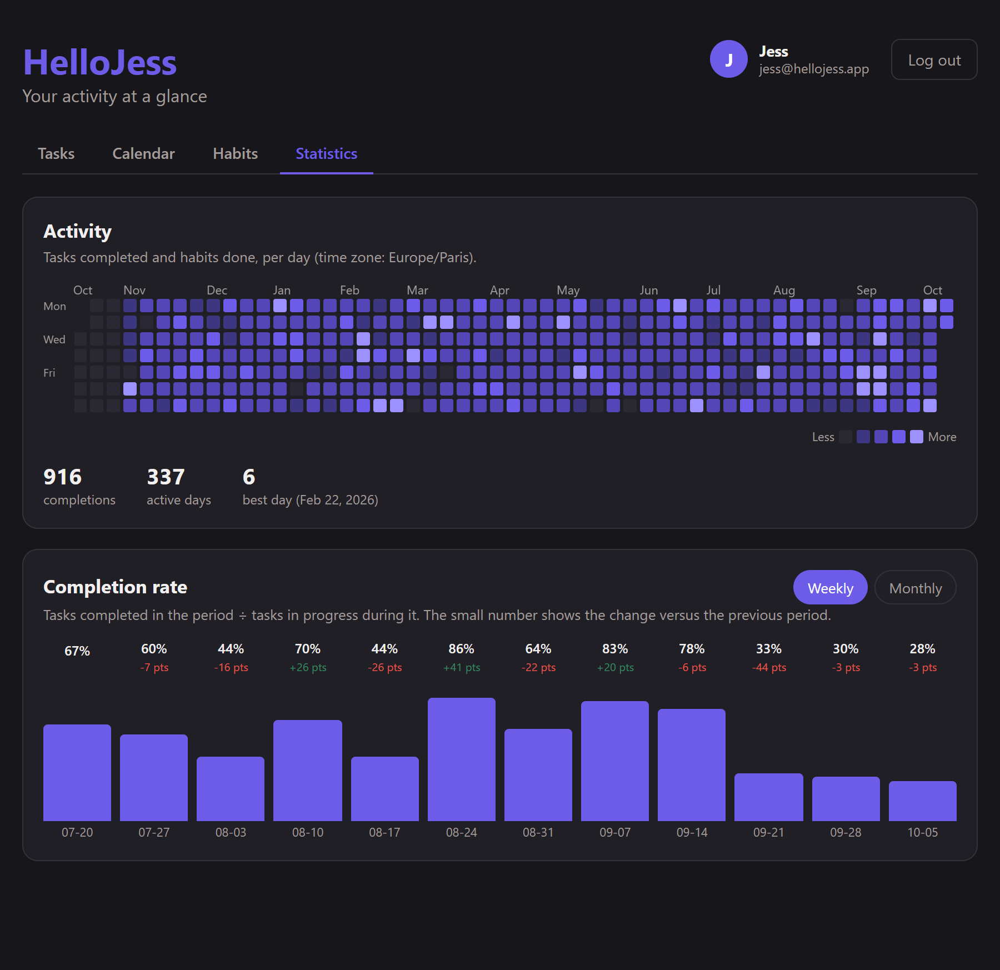 HelloJess
Your activity at a glance
J
Jess
jess@hellojess.app
Log out
Tasks Calendar Habits Statistics
Activity
Tasks completed and habits done, per day (time zone: Europe/Paris).
Oct Nov Dec Jan Feb Mar Apr May Jun Jul Aug Sep Oct
Mon
Wed
Fri
Less More
916 337 6
completions active days best day (Feb 22, 2026)
Completion rate
Weekly Monthly
Tasks completed in the period ÷ tasks in progress during it. The small number shows the change versus the previous period.
67% 60% 44% 70% 44% 86% 64% 83% 78% 33% 30% 28%
-7 pts -16 pts +26 pts -26 pts +41 pts -22 pts +20 pts -6 pts -44 pts -3 pts -3 pts
07-20 07-27 08-03 08-10 08-17 08-24 08-31 09-07 09-14 09-21 09-28 10-05